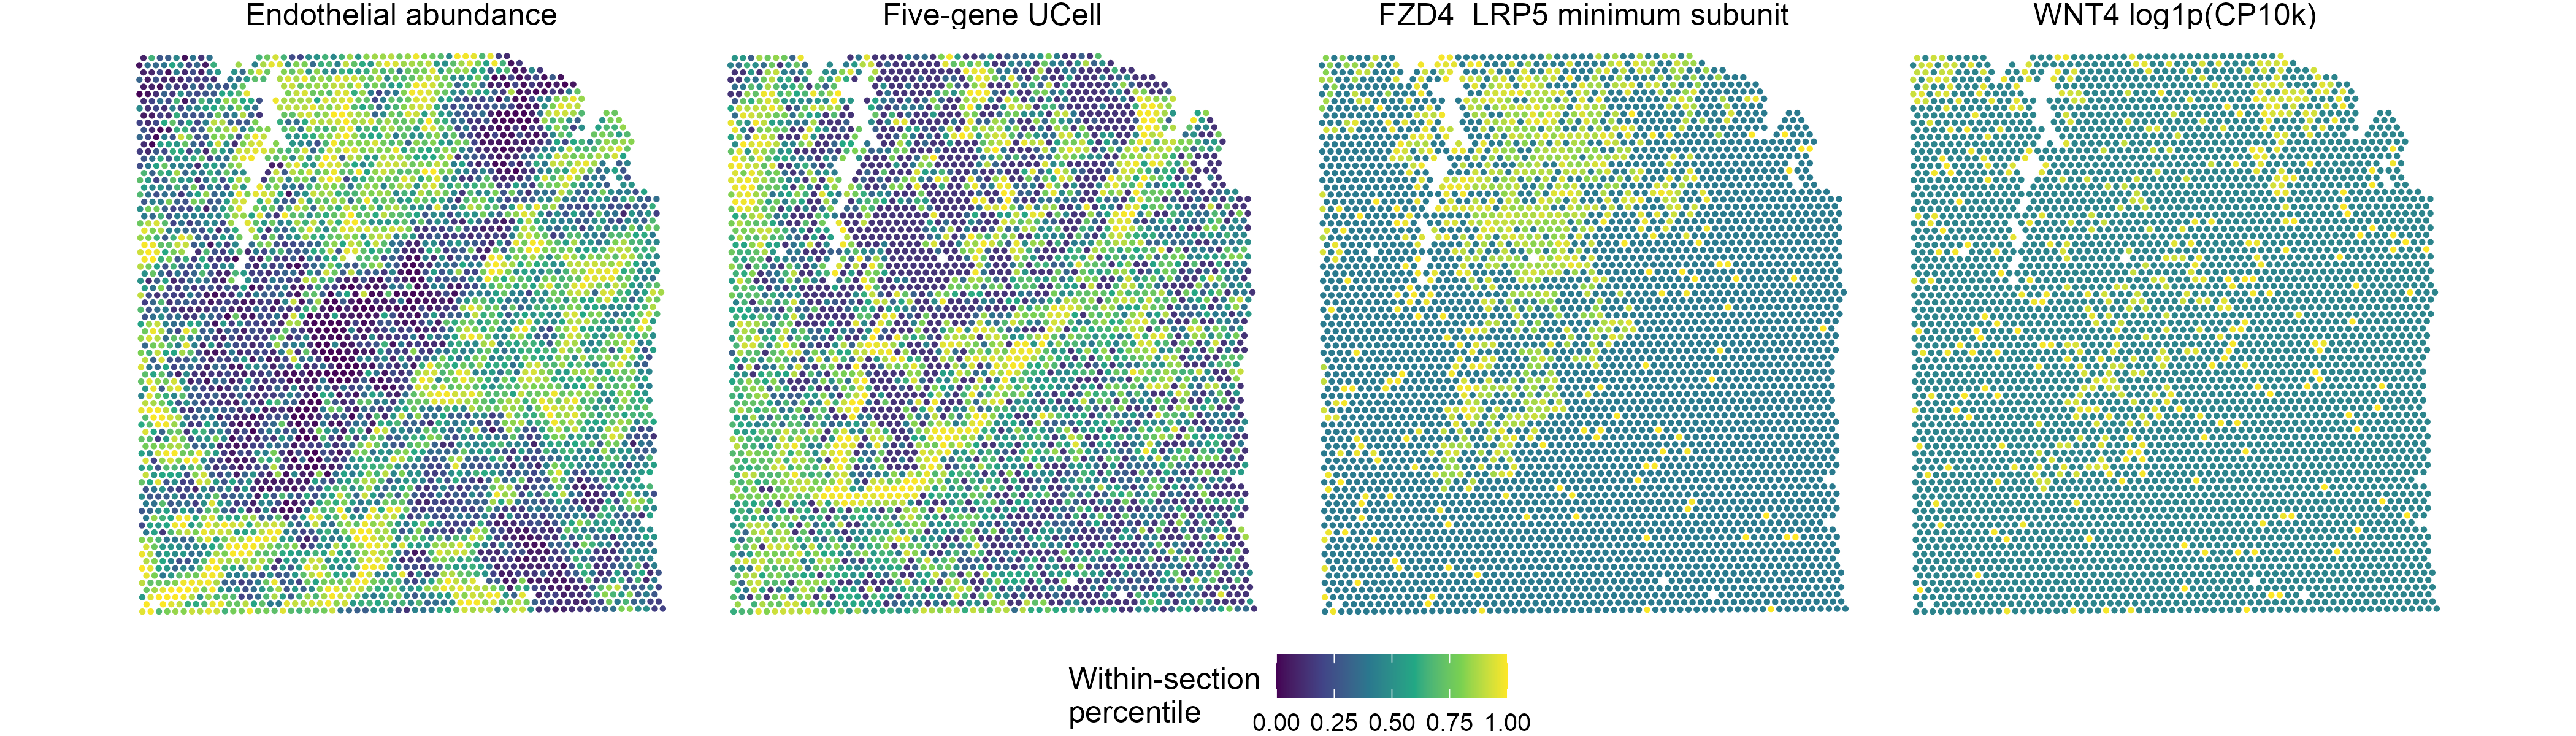 Endothelial abundance
Five-gene UCell
FZD4  LRP5 minimum subunit
WNT4 log1p(CP10k)
Within-section
percentile
0.00 0.25 0.50 0.75 1.00